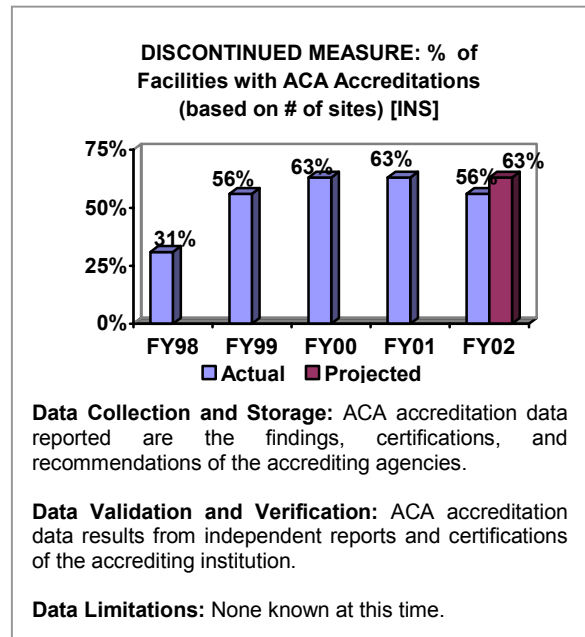 DISCONTINUED MEASURE: % of
Facilities with ACA Accreditations
(based on # of sites) [INS]
75%
50%
25%
0%
31%
56%
63%
63%
56%
63%
FY98 FY99 FY00 FY01 FY02
Actual Projected
Data Collection and Storage: ACA accreditation data
reported are the findings, certifications, and
recommendations of the accrediting agencies.
Data Validation and Verification: ACA accreditation
data results from independent reports and certifications
of the accrediting institution.
Data Limitations: None known at this time.